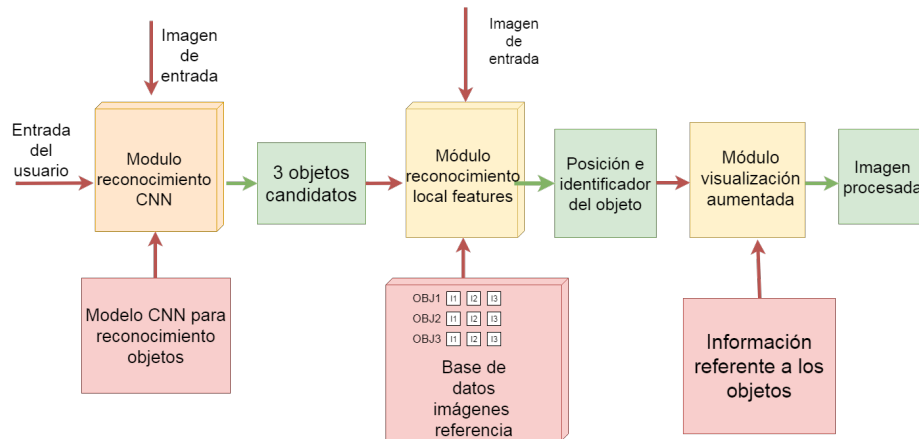 Imagen
de
entrada
Imagen
de
entrada
Entrada
del
usuario
Modulo
reconocimiento
CNN
3 objetos
candidatos
Módulo
reconocimiento
local features
Posición e
identificador
del objeto
Módulo
visualización
aumentada
Imagen
procesada
Modelo CNN para
reconocimiento
objetos
OBJ1 I1 I2 I3
OBJ2 I1 I2 I3
OBJ3 I1 I2 I3
Base de
datos
imágenes
referencia
Información
referente a los
objetos